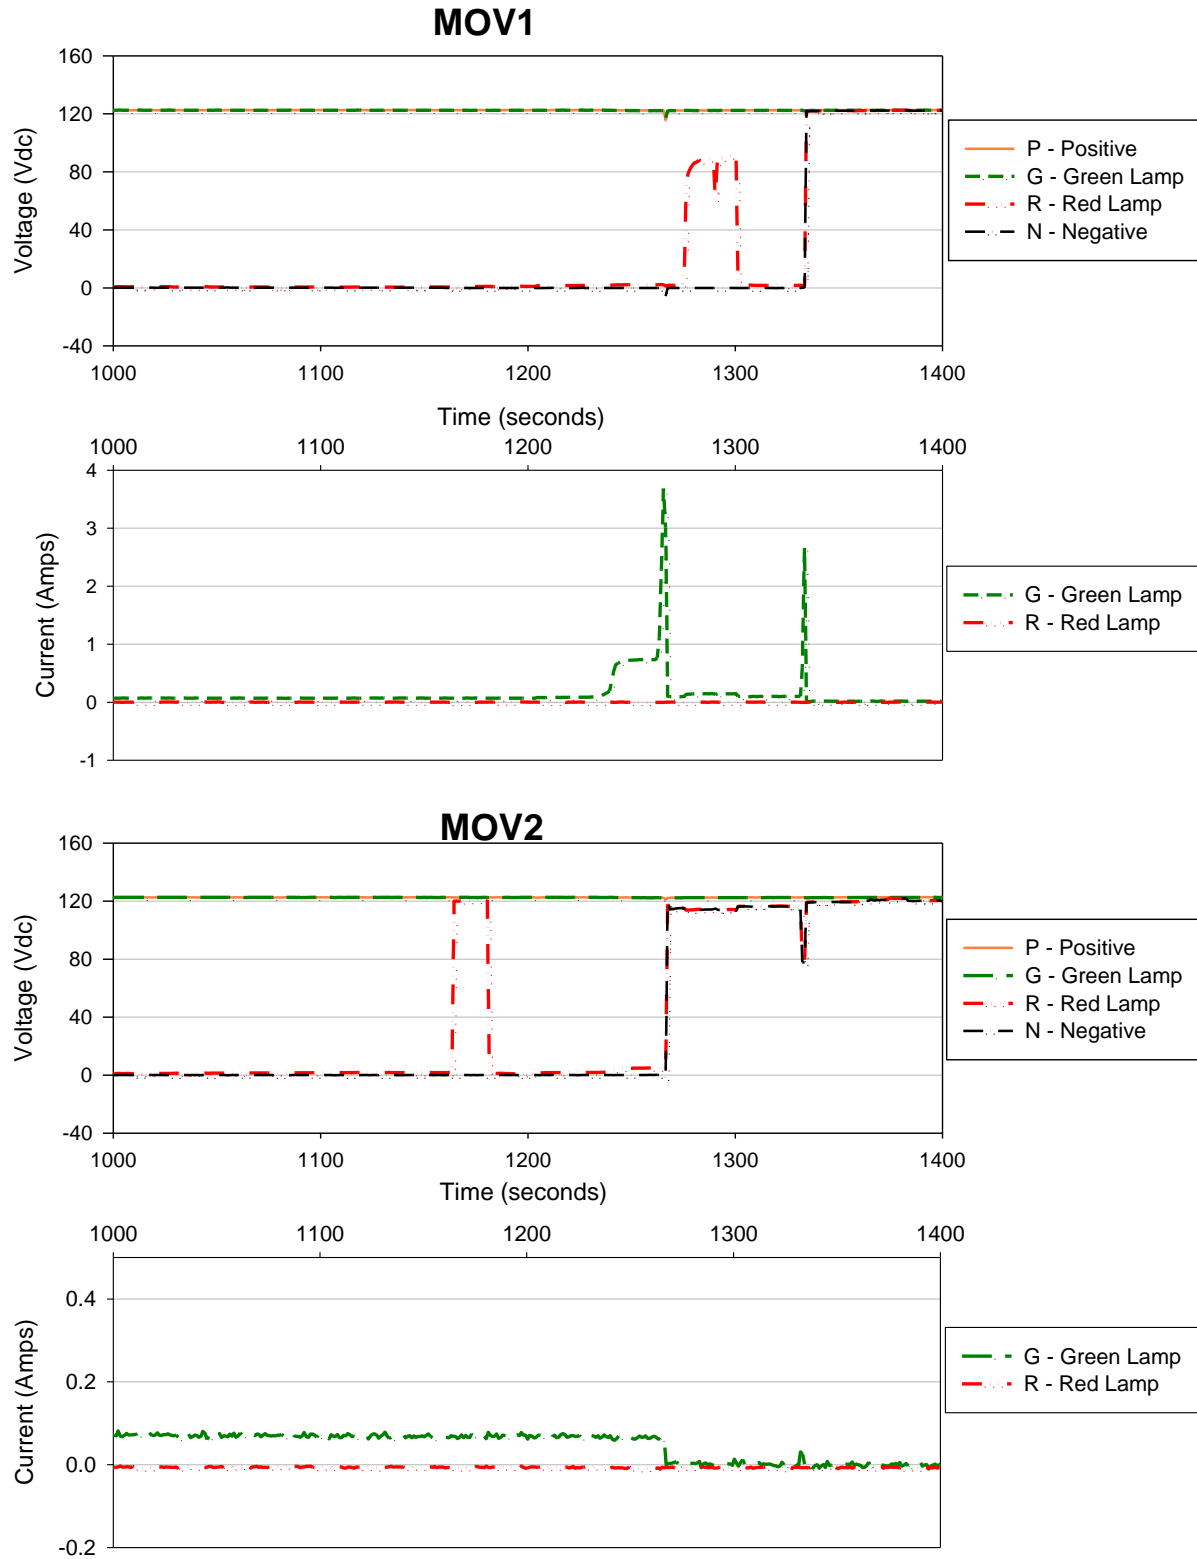 MOV1
160
120
80
40
0
-40
Voltage (Vdc)
P - Positive
G - Green Lamp
R - Red Lamp
N - Negative
1000 1100 1200 1300 1400
Time (seconds)
1000 1100 1200 1300 1400
4
3
2
1
0
-1
Current (Amps)
G - Green Lamp
R - Red Lamp
MOV2
160
120
80
40
0
-40
Voltage (Vdc)
P - Positive
G - Green Lamp
R - Red Lamp
N - Negative
1000 1100 1200 1300 1400
Time (seconds)
1000 1100 1200 1300 1400
0.4
0.2
0.0
-0.2
Current (Amps)
G - Green Lamp
R - Red Lamp